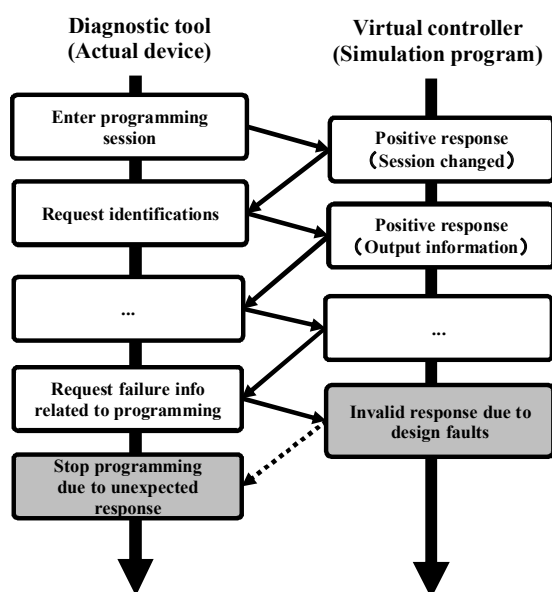 Diagnostic tool
(Actual device)
Virtual controller
(Simulation program)
Enter programming
session
Positive response
（Session changed）
Request identifications
Positive response
（Output information）
...
...
Request failure info
related to programming
Invalid response due to
design faults
Stop programming
due to unexpected
response